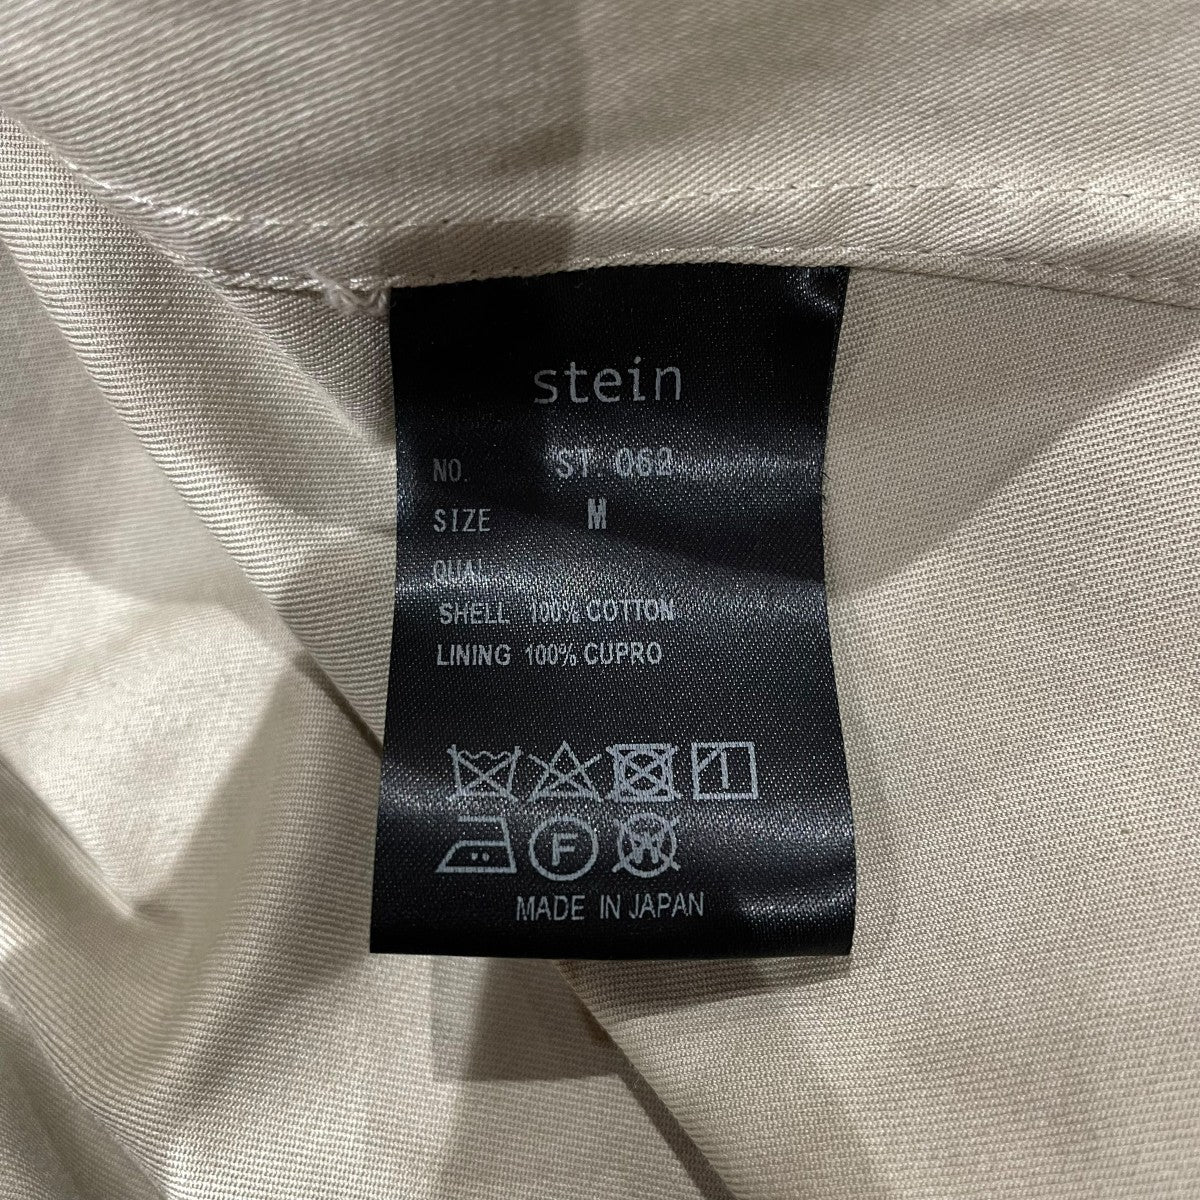 stein
NO. ST.062
SIZE M
QUAL
SHELL 100% COTTON
LINING 100% CUPRO
F
W
MADE IN JAPAN